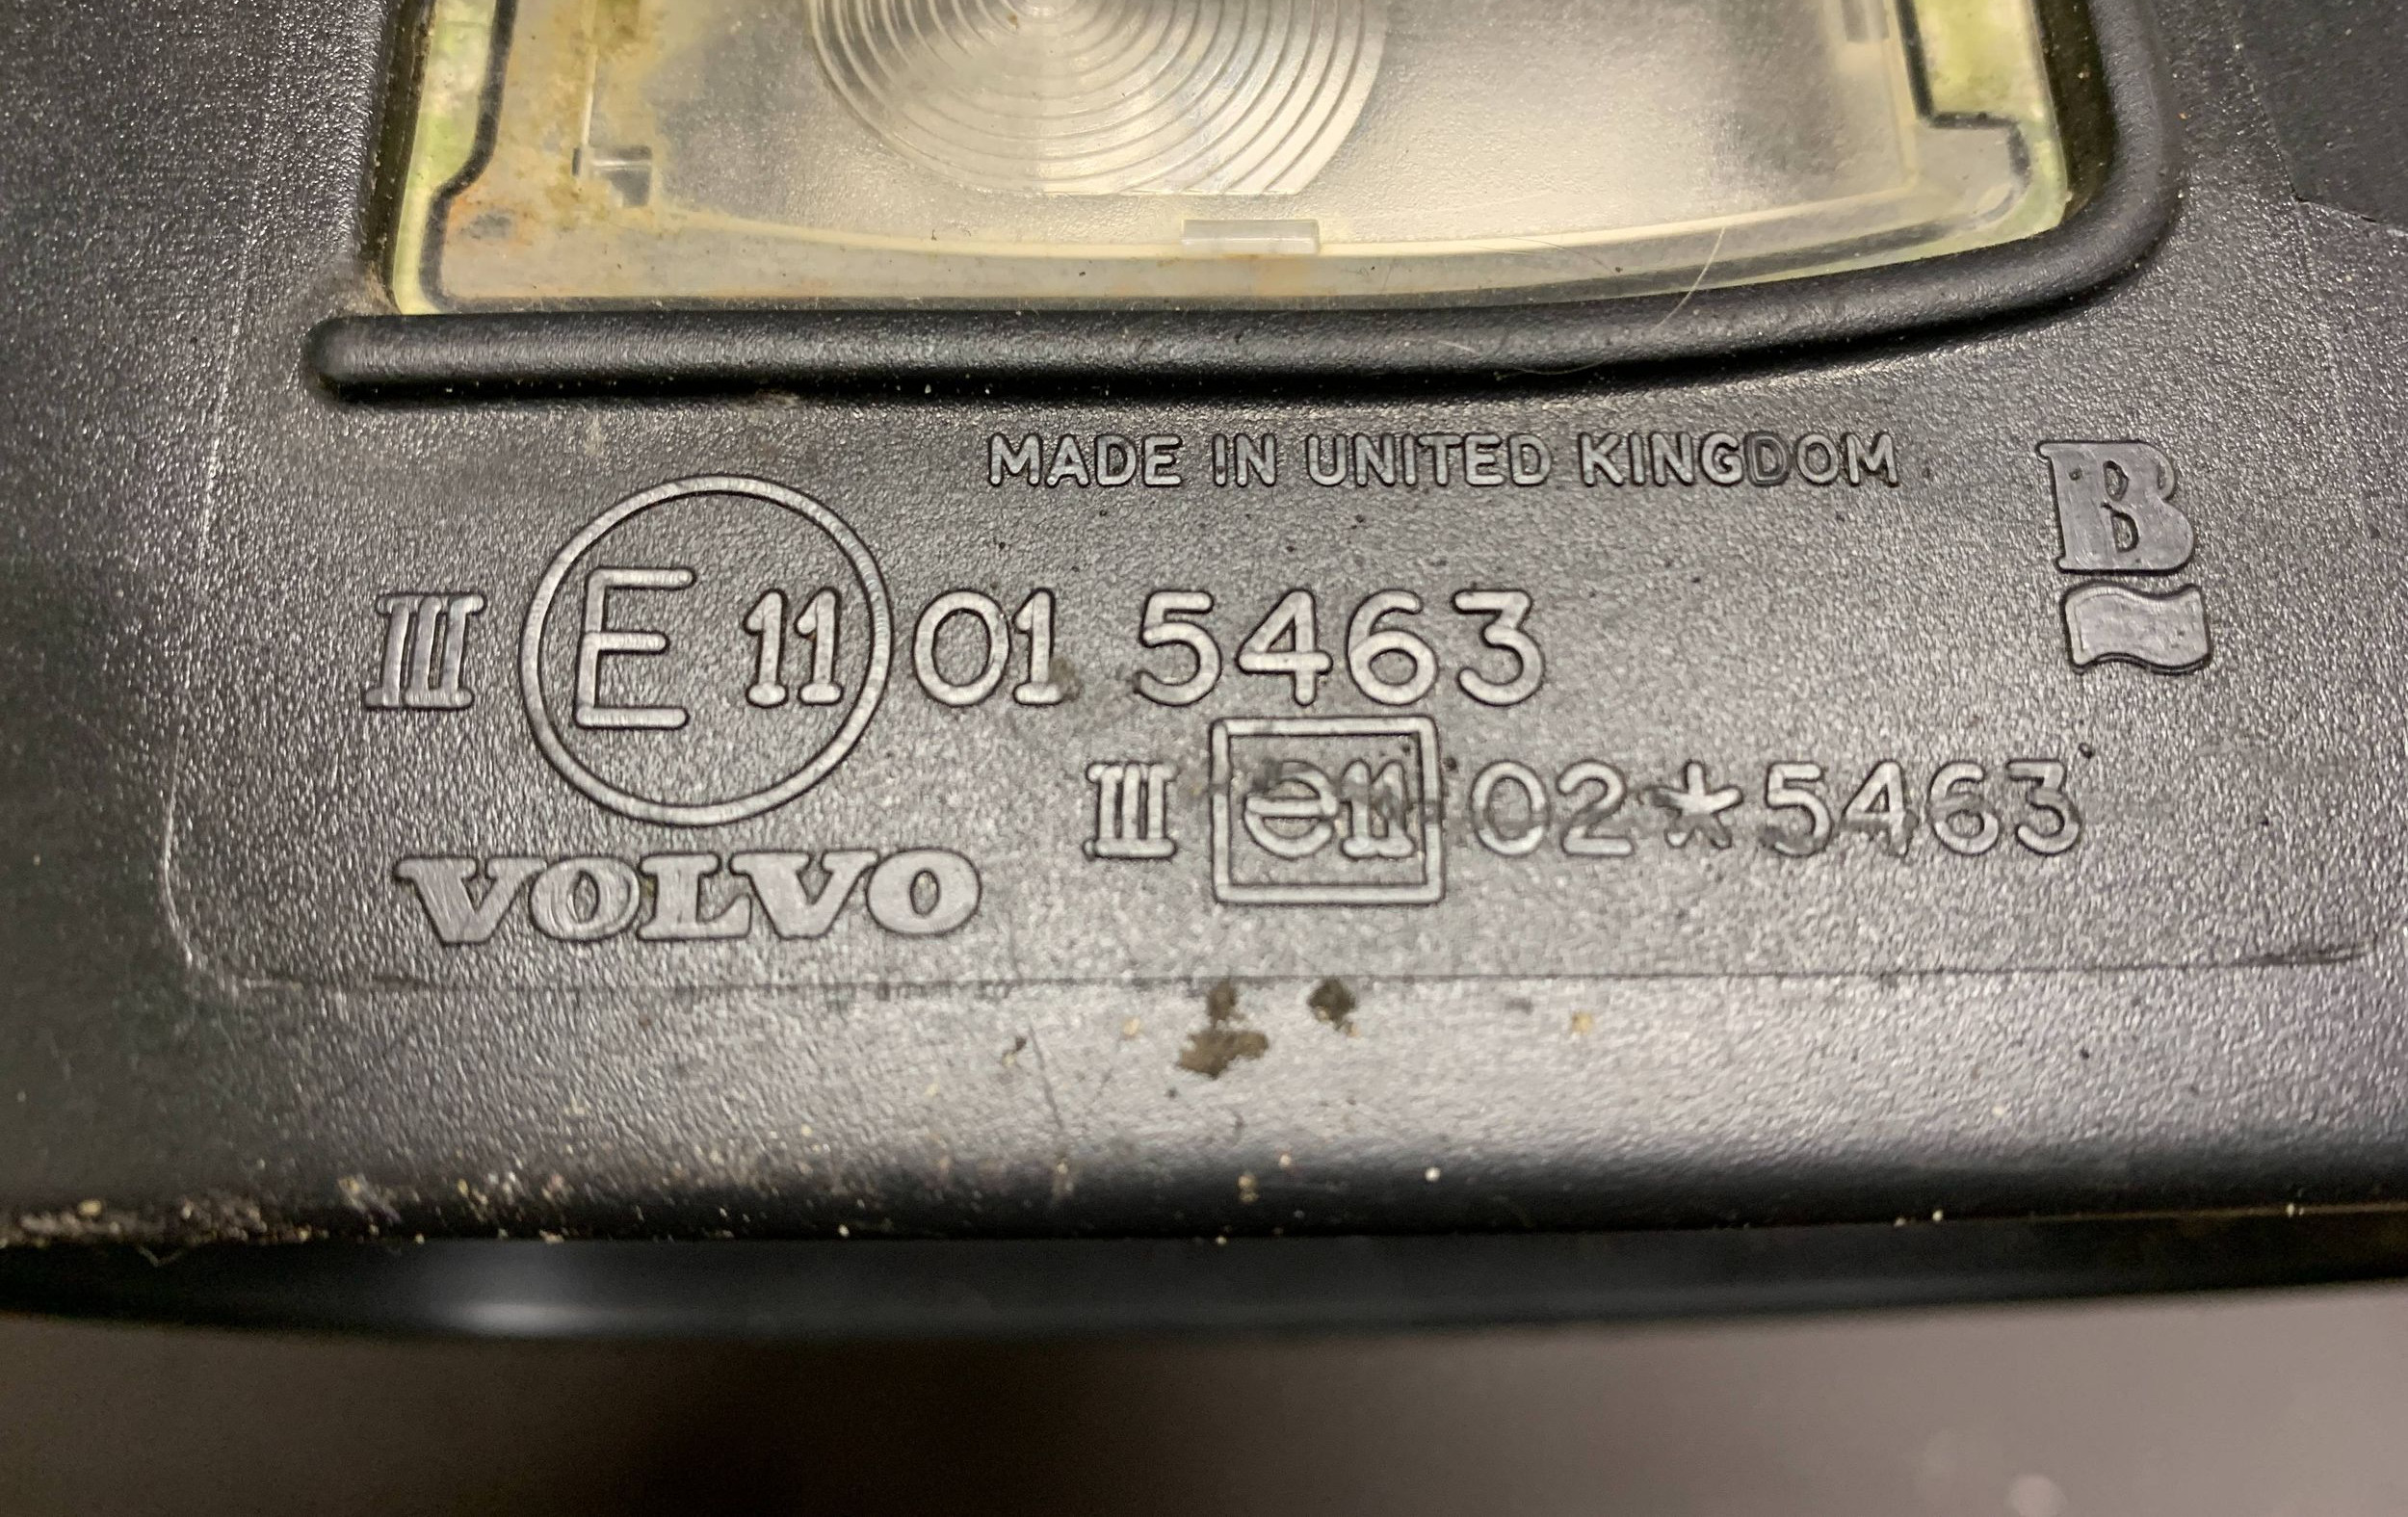 MADE IN UNITED KINGDOM
B
III E 11 01 5463
III e11 02*5463
VOLVO